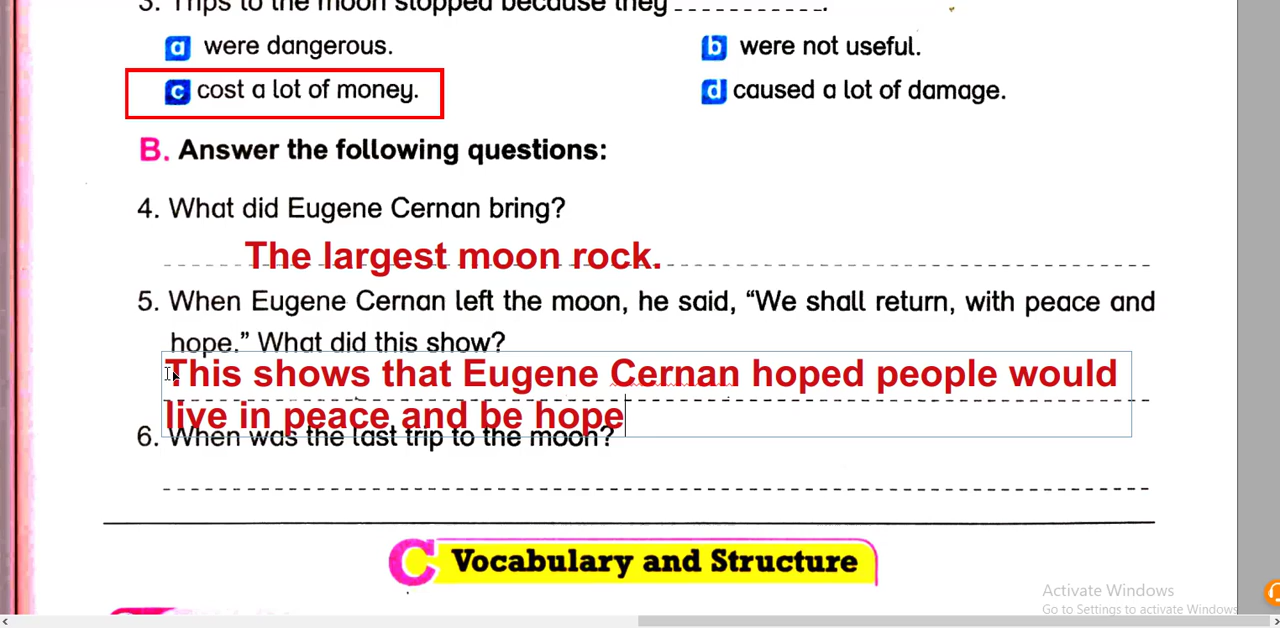 3. Trips to the moon stopped because they ___________.
a were dangerous.
b were not useful.
c cost a lot of money.
d caused a lot of damage.
B. Answer the following questions:
4. What did Eugene Cernan bring?
The largest moon rock.
5. When Eugene Cernan left the moon, he said, “We shall return, with peace and
hope.” What did this show?
This shows that Eugene Cernan hoped people would
live in peace and be hope
6. When was the last trip to the moon?
C Vocabulary and Structure
Activate Windows
Go to Settings to activate Windows